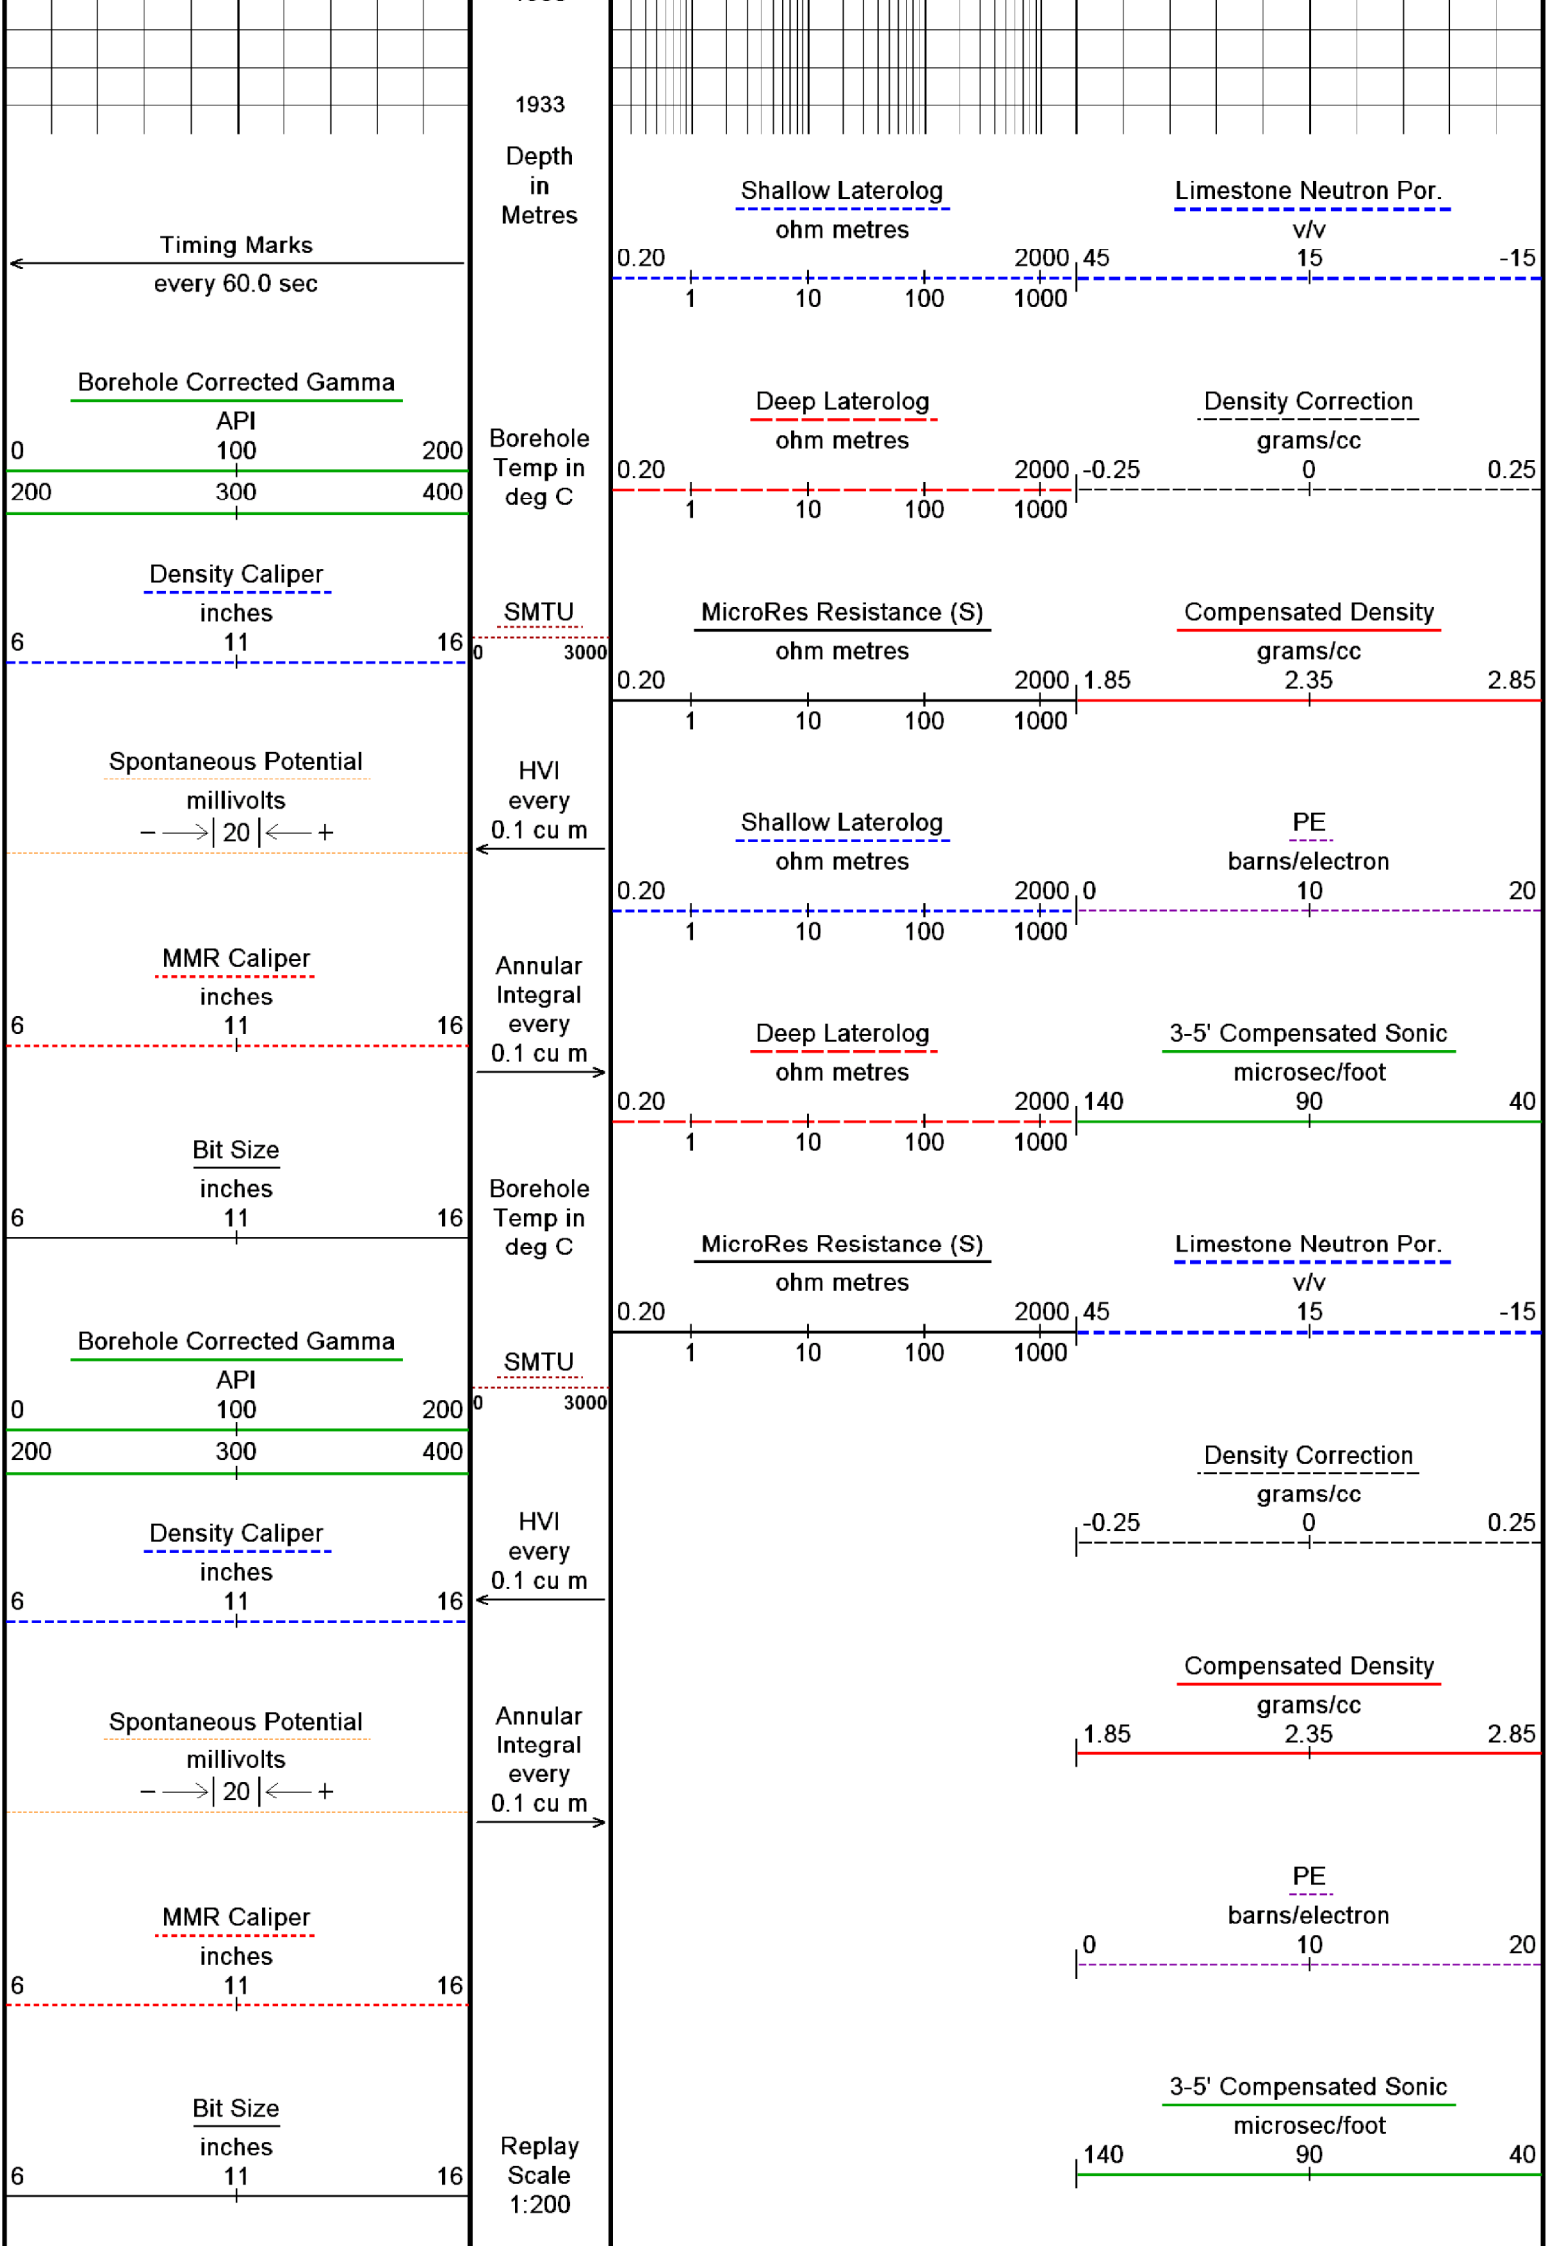 1933
Depth
in
Metres
Timing Marks
every 60.0 sec
Borehole Corrected Gamma
API
0 100 200
200 300 400
Density Caliper
inches
6 11 16
Spontaneous Potential
millivolts
− → | 20 | ← +
MMR Caliper
inches
6 11 16
Bit Size
inches
6 11 16
Borehole Corrected Gamma
API
0 100 200
200 300 400
Density Caliper
inches
6 11 16
Spontaneous Potential
millivolts
− → | 20 | ← +
MMR Caliper
inches
6 11 16
Bit Size
inches
6 11 16
Borehole
Temp in
deg C
SMTU
0 3000
HVI
every
0.1 cu m
Annular
Integral
every
0.1 cu m
Borehole
Temp in
deg C
SMTU
0 3000
HVI
every
0.1 cu m
Annular
Integral
every
0.1 cu m
Replay
Scale
1:200
Shallow Laterolog
ohm metres
0.20 2000
1 10 100 1000
Deep Laterolog
ohm metres
0.20 2000
1 10 100 1000
MicroRes Resistance (S)
ohm metres
0.20 2000
1 10 100 1000
Shallow Laterolog
ohm metres
0.20 2000
1 10 100 1000
Deep Laterolog
ohm metres
0.20 2000
1 10 100 1000
MicroRes Resistance (S)
ohm metres
0.20 2000
1 10 100 1000
Limestone Neutron Por.
v/v
45 15 -15
Density Correction
grams/cc
-0.25 0 0.25
Compensated Density
grams/cc
1.85 2.35 2.85
PE
barns/electron
0 10 20
3-5' Compensated Sonic
microsec/foot
140 90 40
Limestone Neutron Por.
v/v
45 15 -15
Density Correction
grams/cc
-0.25 0 0.25
Compensated Density
grams/cc
1.85 2.35 2.85
PE
barns/electron
0 10 20
3-5' Compensated Sonic
microsec/foot
140 90 40